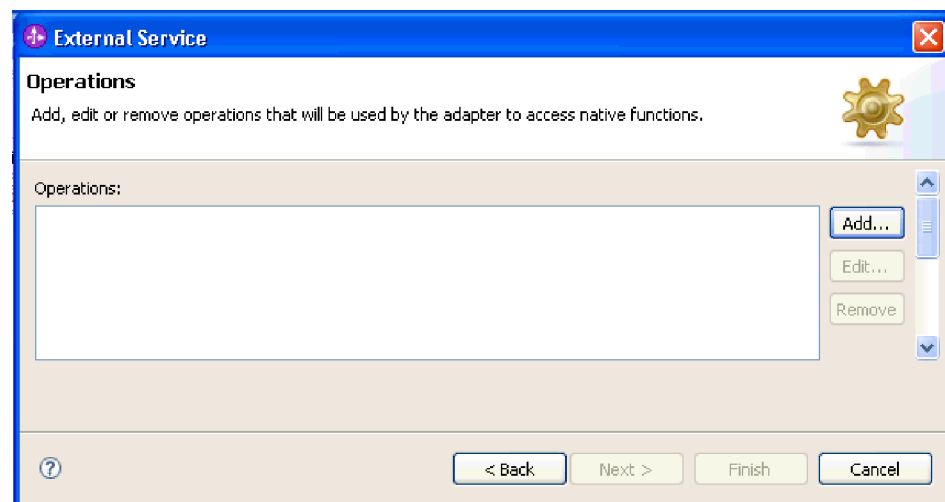 External Service
Operations
Add, edit or remove operations that will be used by the adapter to access native functions.
Operations:
Add...
Edit...
Remove
?
< Back
Next >
Finish
Cancel